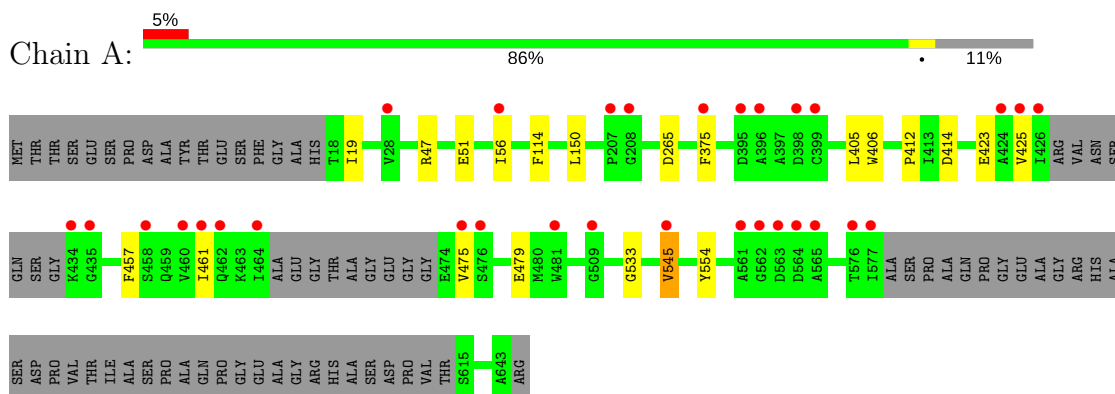 5%
Chain A:
86% • 11%
MET THR THR SER GLU SER PRO ASP ALA TYR THR GLU SER PHE GLY ALA HIS T18 I19 V28 R47 E51 I56 F114 L150 P207 G208 D265 F375 D395 A396 A397 D398 C399 L405 W406 P412 I413 D414 E423 A424 V425 I426 ARG VAL ASN SER
GLN SER GLY K434 G435 F457 S458 Q459 V460 I461 Q462 K463 I464 ALA GLU GLY THR ALA GLY GLU GLY GLY E474 V475 S476 E479 M480 W481 G509 G533 V545 Y554 A561 G562 D563 D564 A565 T576 I577 ALA SER PRO ALA GLN PRO GLY GLU ALA GLY ARG HIS ALA
SER ASP PRO VAL THR ILE ALA SER PRO ALA GLN PRO GLY GLU ALA GLY ARG HIS ALA SER ASP PRO VAL THR S615 A643 ARG